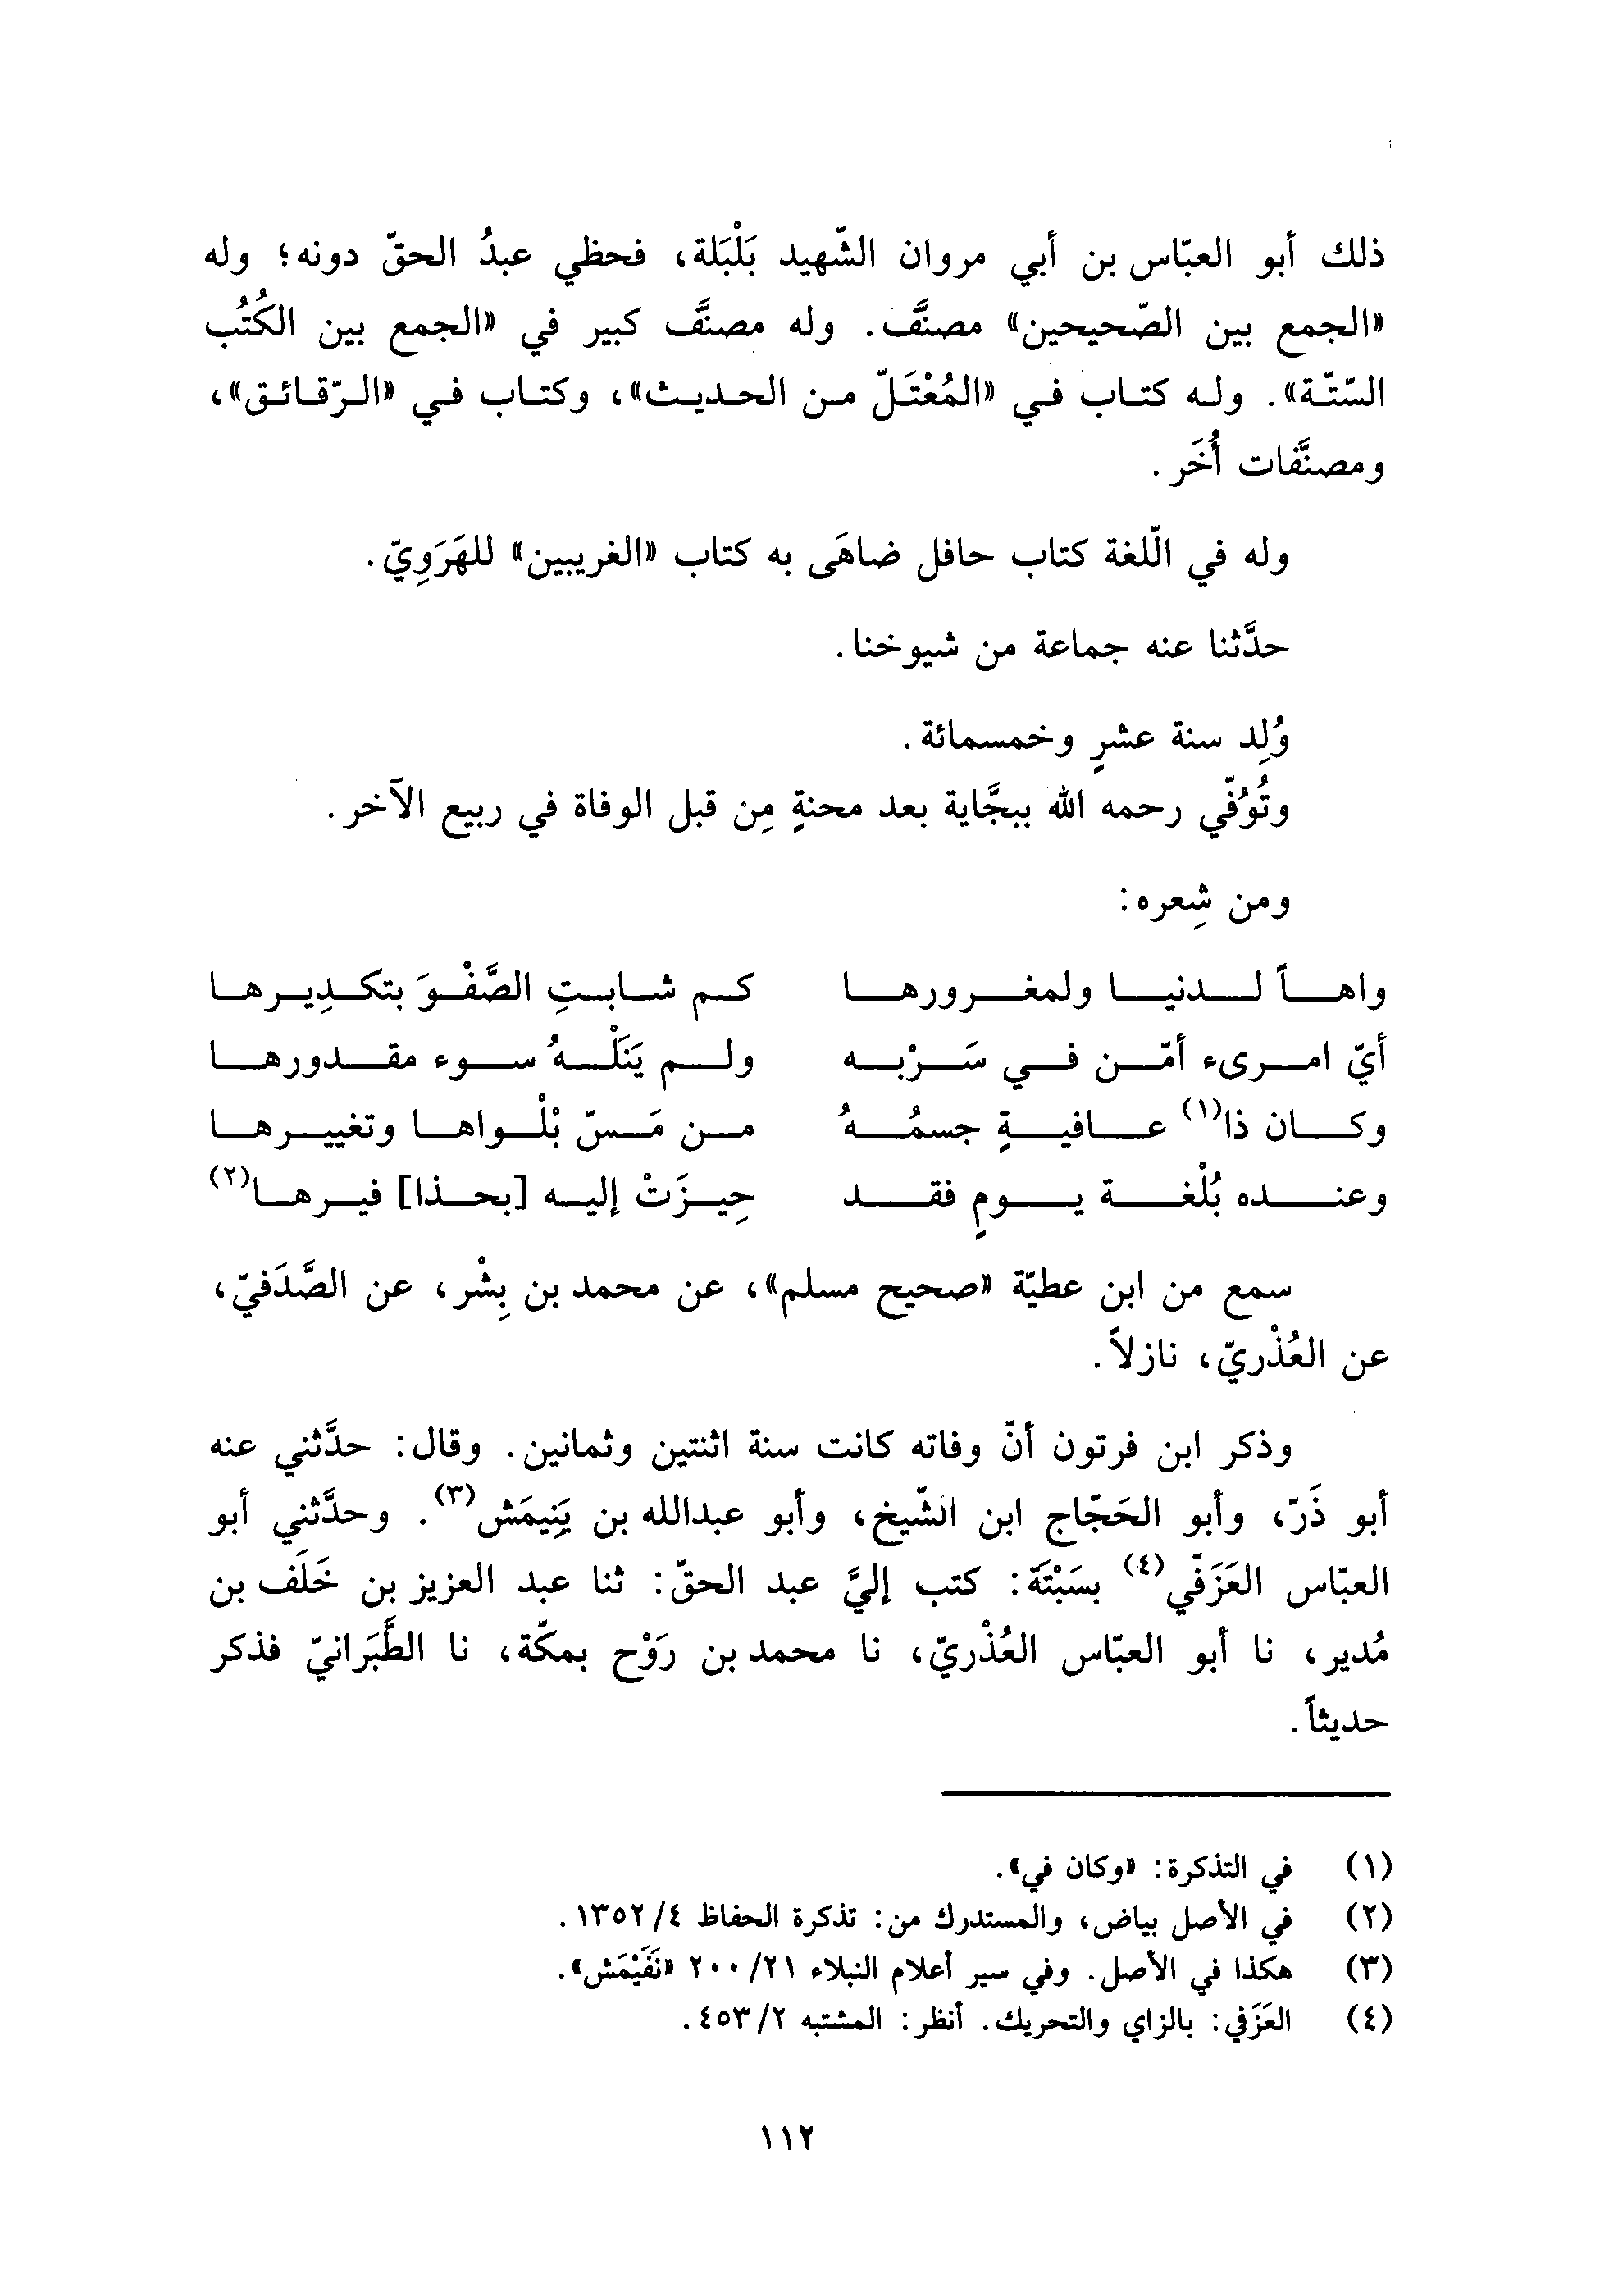 ذلك أبو العبّاس بن أبي مروان الشّهيد بَلْبَلة، فحظي عبدُ الحقّ دونه؛ وله
«الجمع بين الصّحيحين» مصنَّف. وله مصنَّف كبير في «الجمع بين الكُتُب
السّتّة». وله كتاب في «المُعْتَلّ من الحديث»، وكتاب في «الرّقائق»،
ومصنَّفات أُخَر.
وله في الّلغة كتاب حافل ضاهَى به كتاب «الغريبين» للهَرَوِيّ.
حدَّثنا عنه جماعة من شيوخنا.
وُلِد سنة عشرٍ وخمسمائة.
وتُوُفّي رحمه الله ببجَّاية بعد محنةٍ مِن قبل الوفاة في ربيع الآخر.
ومن شِعره:
واهاً لدنيا ولمغرورها كم شابتِ الصَّفْوَ بتكدِيرها
أيّ امرىء أمّن في سَرْبه ولم يَنَلْهُ سوء مقدورها
وكان ذا(١) عافيةٍ جسمُهُ من مَسّ بْلْواها وتغييرها
وعنده بُلْغة يومٍ فقد حِيزَتْ إليه [بحذا] فيرها(٢)
سمع من ابن عطيّة «صحيح مسلم»، عن محمد بن بِشْر، عن الصَّدَفيّ،
عن العُذْريّ، نازلاً.
وذكر ابن فرتون أنّ وفاته كانت سنة اثنتين وثمانين. وقال: حدَّثني عنه
أبو ذَرّ، وأبو الحَجّاج ابن الشّيخ، وأبو عبدالله بن يَنِيمَش(٣). وحدَّثني أبو
العبّاس العَزَفّي(٤) بسَبْتَة: كتب إليَّ عبد الحقّ: ثنا عبد العزيز بن خَلَف بن
مُدير، نا أبو العبّاس العُذْريّ، نا محمد بن رَوْح بمكّة، نا الطَّبَرانيّ فذكر
حديثاً.
(١) في التذكرة: «وكان في».
(٢) في الأصل بياض، والمستدرك من: تذكرة الحفاظ ٤/ ١٣٥٢.
(٣) هكذا في الأصل. وفي سير أعلام النبلاء ٢١/ ٢٠٠ «نَفَيْمَش».
(٤) العَزَفي: بالزاي والتحريك. أنظر: المشتبه ٢/ ٤٥٣.
١١٢